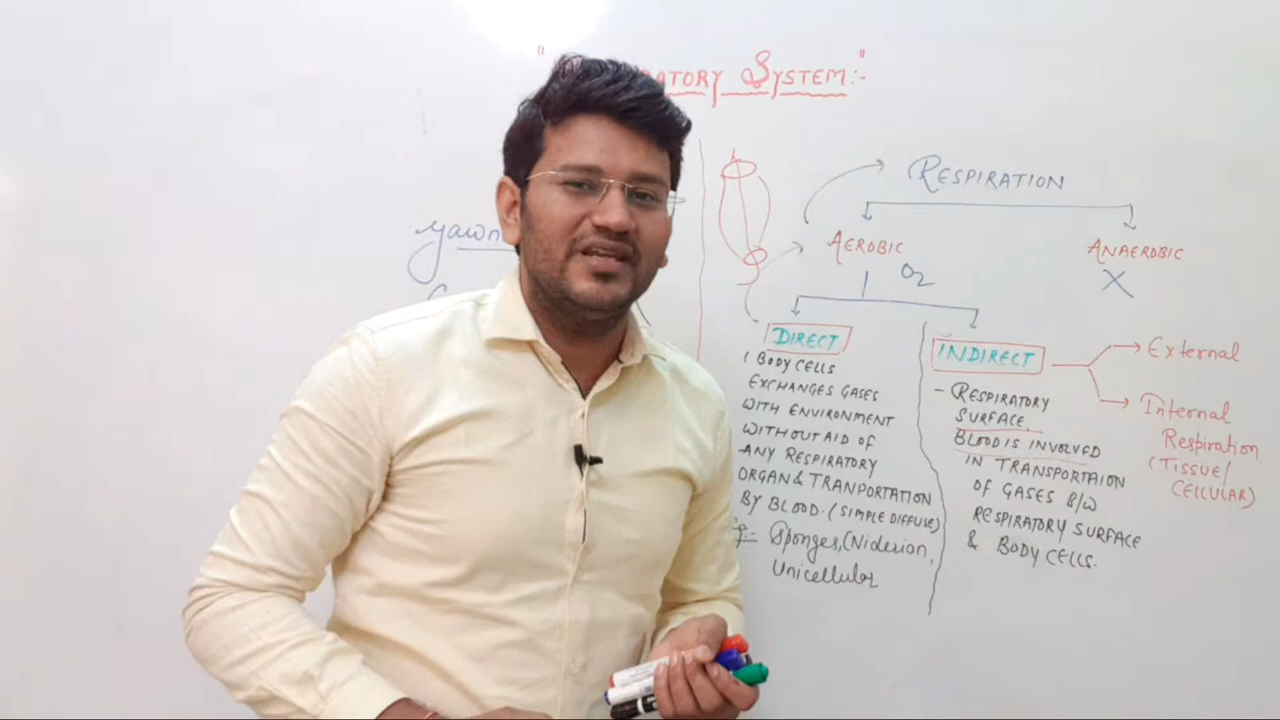 "     RATORY SYSTEM:-"
yawn
RESPIRATION
AEROBIC
O2
ANAEROBIC
X
DIRECT
BODY CELLS
EXCHANGES GASES
WITH ENVIRONMENT
WITHOUT AID OF
ANY RESPIRATORY
ORGAN & TRANPORTATION
BY BLOOD. (SIMPLE DIFFUSE)
Sponges, Cniderion,
Unicellular
INDIRECT
- RESPIRATORY
SURFACE.
BLOOD IS INVOLVED
IN TRANSPORTAION
OF GASES B/W
RESPIRATORY SURFACE
& BODY CELLS.
External
Internal
Respiration.
(TISSUE/
CELLULAR)